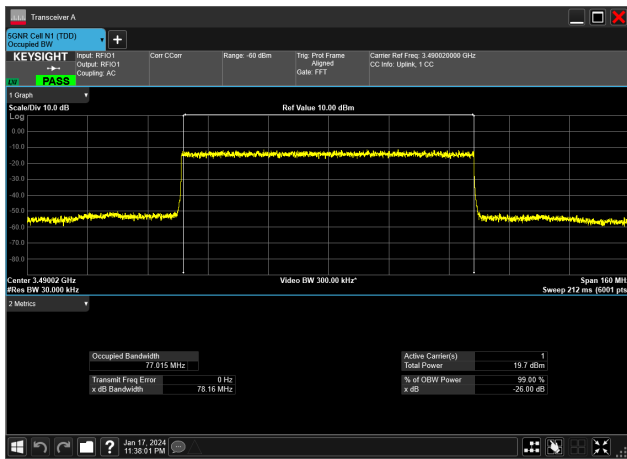 Transceiver A
5GNR Cell N1 (TDD)
Occupied BW
KEYSIGHT
LXI
PASS
Input: RFIO1
Output: RFIO1
Coupling: AC
Corr CCorr
Range: -60 dBm
Trig: Prot Frame
Aligned
Gate: FFT
Carrier Ref Freq: 3.490020000 GHz
CC Info: Uplink, 1 CC
1 Graph
Scale/Div 10.0 dB
Ref Value 10.00 dBm
Log
0.00
-10.0
-20.0
-30.0
-40.0
-50.0
-60.0
-70.0
-80.0
Center 3.49002 GHz
Video BW 300.00 kHz*
Span 160 MH
#Res BW 30.000 kHz
Sweep 212 ms (6001 pts
2 Metrics
Occupied Bandwidth
77.015 MHz
Transmit Freq Error 0 Hz
x dB Bandwidth 78.16 MHz
Active Carrier(s) 1
Total Power 19.7 dBm
% of OBW Power 99.00 %
x dB -26.00 dB
?
Jan 17, 2024
11:38:01 PM